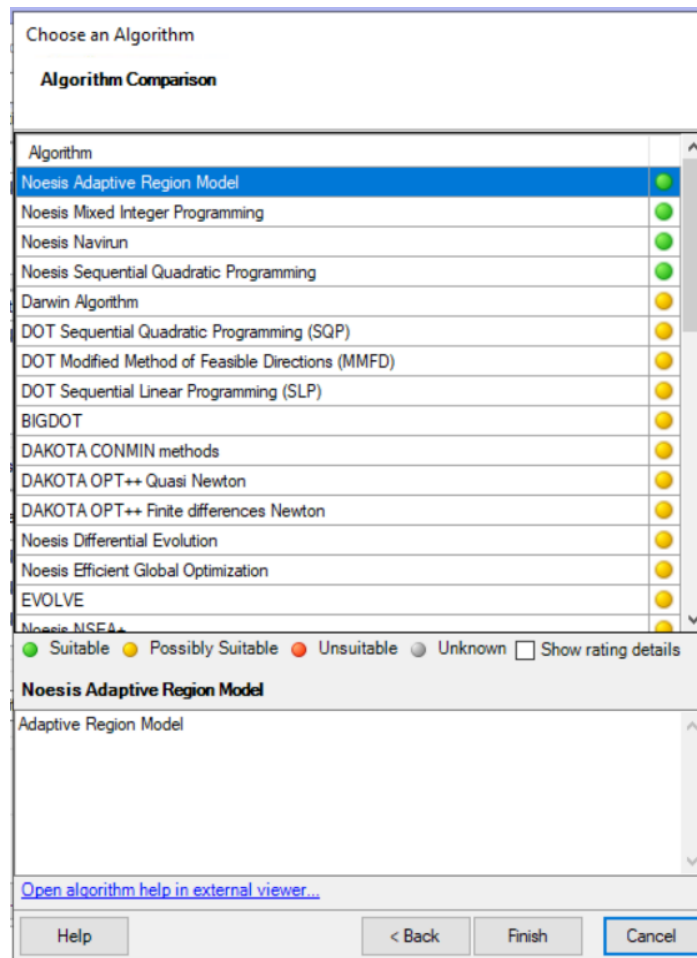 Choose an Algorithm
Algorithm Comparison
Algorithm
Noesis Adaptive Region Model
Noesis Mixed Integer Programming
Noesis Navirun
Noesis Sequential Quadratic Programming
Darwin Algorithm
DOT Sequential Quadratic Programming (SQP)
DOT Modified Method of Feasible Directions (MMFD)
DOT Sequential Linear Programming (SLP)
BIGDOT
DAKOTA CONMIN methods
DAKOTA OPT++ Quasi Newton
DAKOTA OPT++ Finite differences Newton
Noesis Differential Evolution
Noesis Efficient Global Optimization
EVOLVE
Noesis NSEA+
Suitable Possibly Suitable Unsuitable Unknown Show rating details
Noesis Adaptive Region Model
Adaptive Region Model
Open algorithm help in external viewer...
Help < Back Finish Cancel